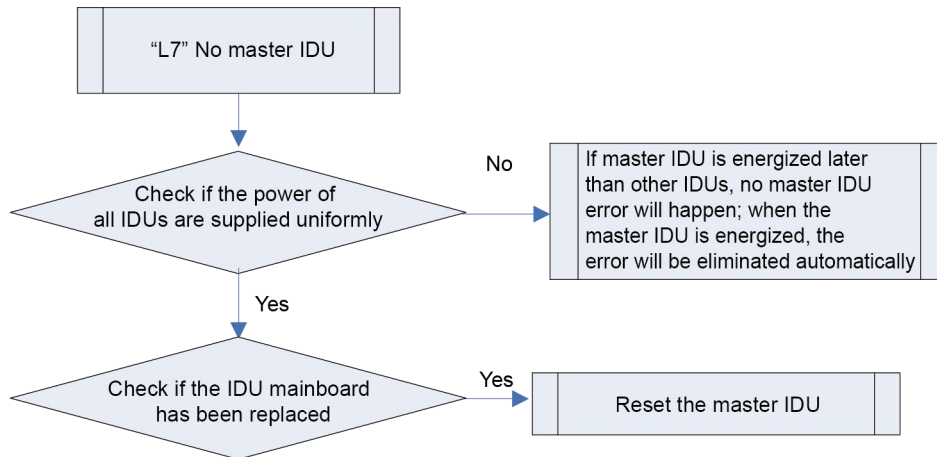 “L7” No master IDU
Check if the power of
all IDUs are supplied uniformly
No
If master IDU is energized later
than other IDUs, no master IDU
error will happen; when the
master IDU is energized, the
error will be eliminated automatically
Yes
Check if the IDU mainboard
has been replaced
Yes
Reset the master IDU